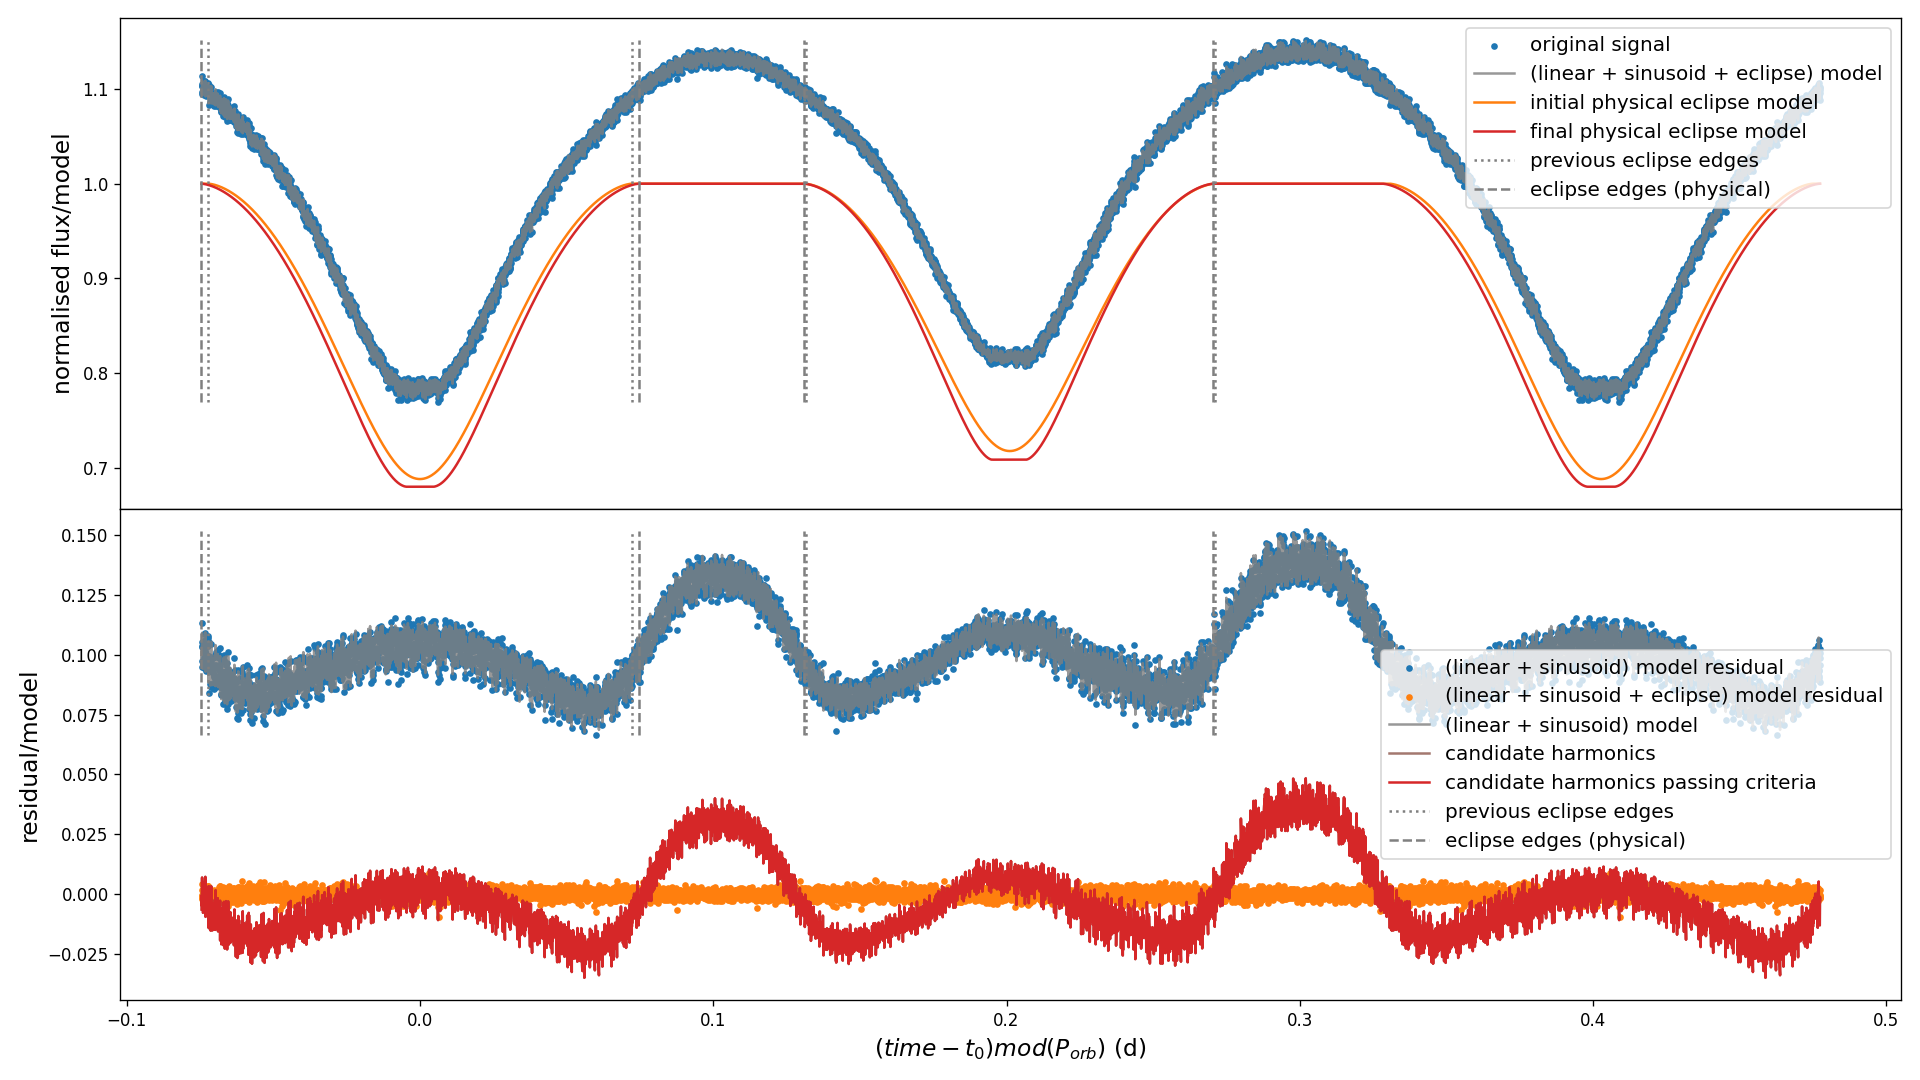 normalised flux/model
1.1
1.0
0.9
0.8
0.7
original signal
(linear + sinusoid + eclipse) model
initial physical eclipse model
final physical eclipse model
previous eclipse edges
eclipse edges (physical)
residual/model
0.150
0.125
0.100
0.075
0.050
0.025
0.000
−0.025
(linear + sinusoid) model residual
(linear + sinusoid + eclipse) model residual
(linear + sinusoid) model
candidate harmonics
candidate harmonics passing criteria
previous eclipse edges
eclipse edges (physical)
−0.1 0.0 0.1 0.2 0.3 0.4 0.5
(time − t₀)mod(Pₒᵣᵦ) (d)